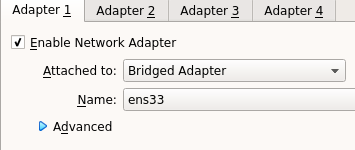 Adapter 1 Adapter 2 Adapter 3 Adapter 4
Enable Network Adapter
Attached to: Bridged Adapter
Name: ens33
Advanced